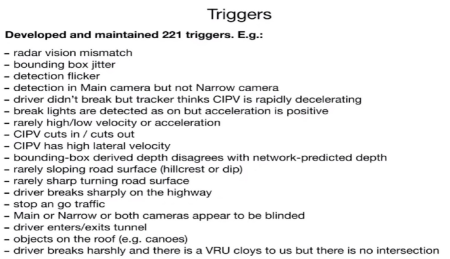 Triggers
Developed and maintained 221 triggers. E.g.:
– radar vision mismatch
– bounding box jitter
– detection flicker
– detection in Main camera but not Narrow camera
– driver didn't break but tracker thinks CIPV is rapidly decelerating
– break lights are detected as on but acceleration is positive
– rarely high/low velocity or acceleration
– CIPV cuts in / cuts out
– CIPV has high lateral velocity
– bounding-box derived depth disagrees with network-predicted depth
– rarely sloping road surface (hillcrest or dip)
– rarely sharp turning road surface
– driver breaks sharply on the highway
– stop an go traffic
– Main or Narrow or both cameras appear to be blinded
– driver enters/exits tunnel
– objects on the roof (e.g. canoes)
– driver breaks harshly and there is a VRU cloys to us but there is no intersection